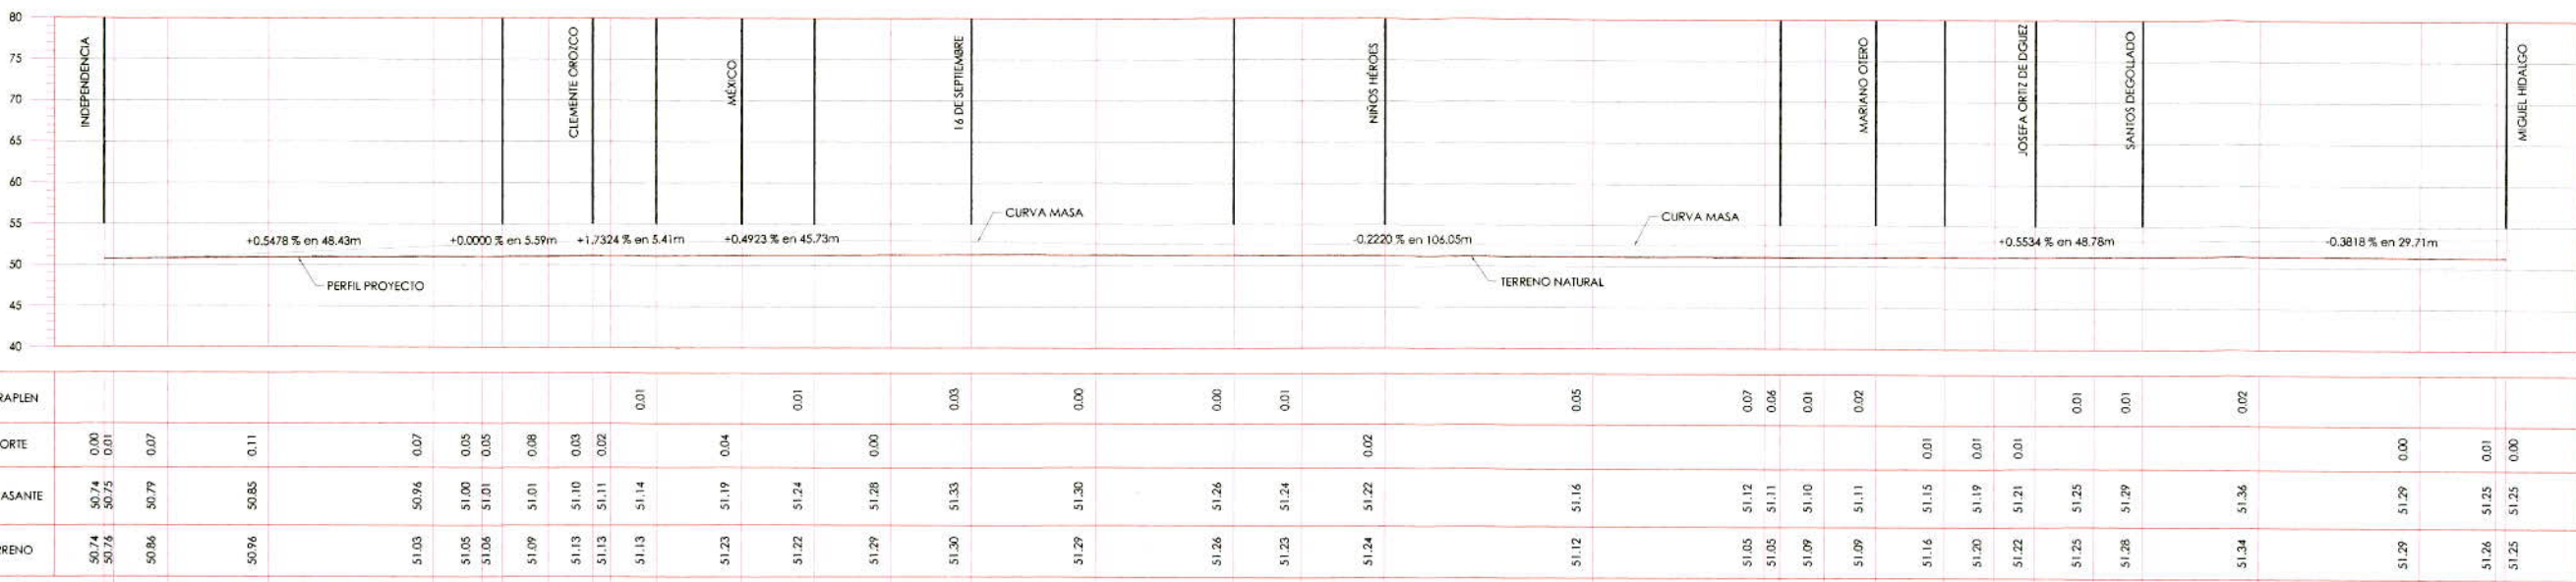 80
75
70
65
60
55
50
45
40
INDEPENDENCIA
CLEMENTE OROZCO
MÉXICO
16 DE SEPTIEMBRE
NIÑOS HÉROES
MARIANO OTERO
JOSEFA ORTIZ DE DGUEZ
SANTOS DEGOLLADO
MIGUEL HIDALGO
CURVA MASA
CURVA MASA
+0.5478 % en 48.43m
+0.0000 % en 5.59m
+1.7324 % en 5.41m
+0.4923 % en 45.73m
-0.2220 % en 106.05m
+0.5534 % en 48.78m
-0.3818 % en 29.71m
PERFIL PROYECTO
TERRENO NATURAL
RAPLEN 0.01 0.01 0.03 0.00 0.00 0.01 0.05 0.07 0.06 0.01 0.02 0.01 0.01 0.02
ORTE 0.00 0.01 0.07 0.11 0.07 0.05 0.05 0.08 0.03 0.02 0.04 0.00 0.02 0.01 0.01 0.01 0.00 0.01 0.00
ASANTE 50.74 50.75 50.79 50.85 50.96 51.00 51.01 51.01 51.10 51.11 51.14 51.19 51.24 51.28 51.33 51.30 51.26 51.24 51.22 51.16 51.12 51.11 51.10 51.11 51.15 51.19 51.21 51.25 51.29 51.36 51.29 51.25 51.25
RRENO 50.74 50.76 50.86 50.96 51.03 51.05 51.06 51.09 51.13 51.13 51.13 51.23 51.22 51.29 51.30 51.29 51.26 51.23 51.24 51.12 51.05 51.05 51.09 51.09 51.16 51.20 51.22 51.25 51.28 51.34 51.29 51.26 51.25